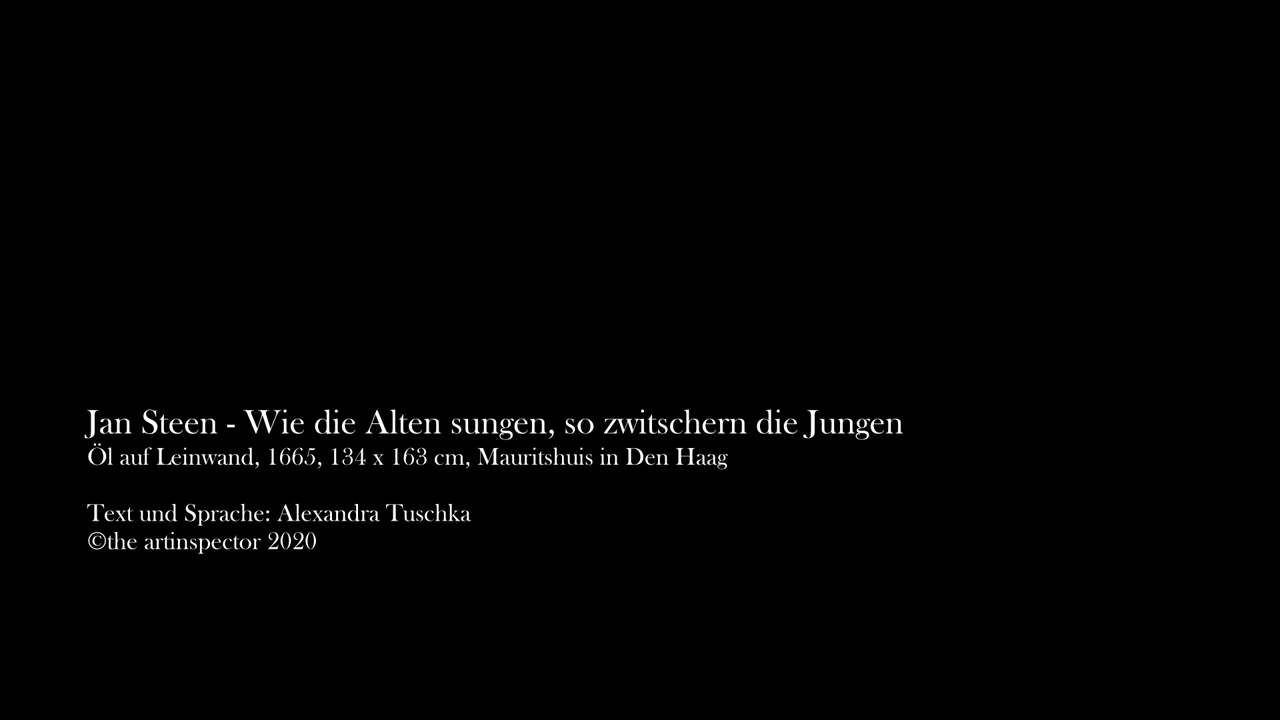 Jan Steen - Wie die Alten sungen, so zwitschern die Jungen
Öl auf Leinwand, 1665, 134 x 163 cm, Mauritshuis in Den Haag
Text und Sprache: Alexandra Tuschka
©the artinspector 2020